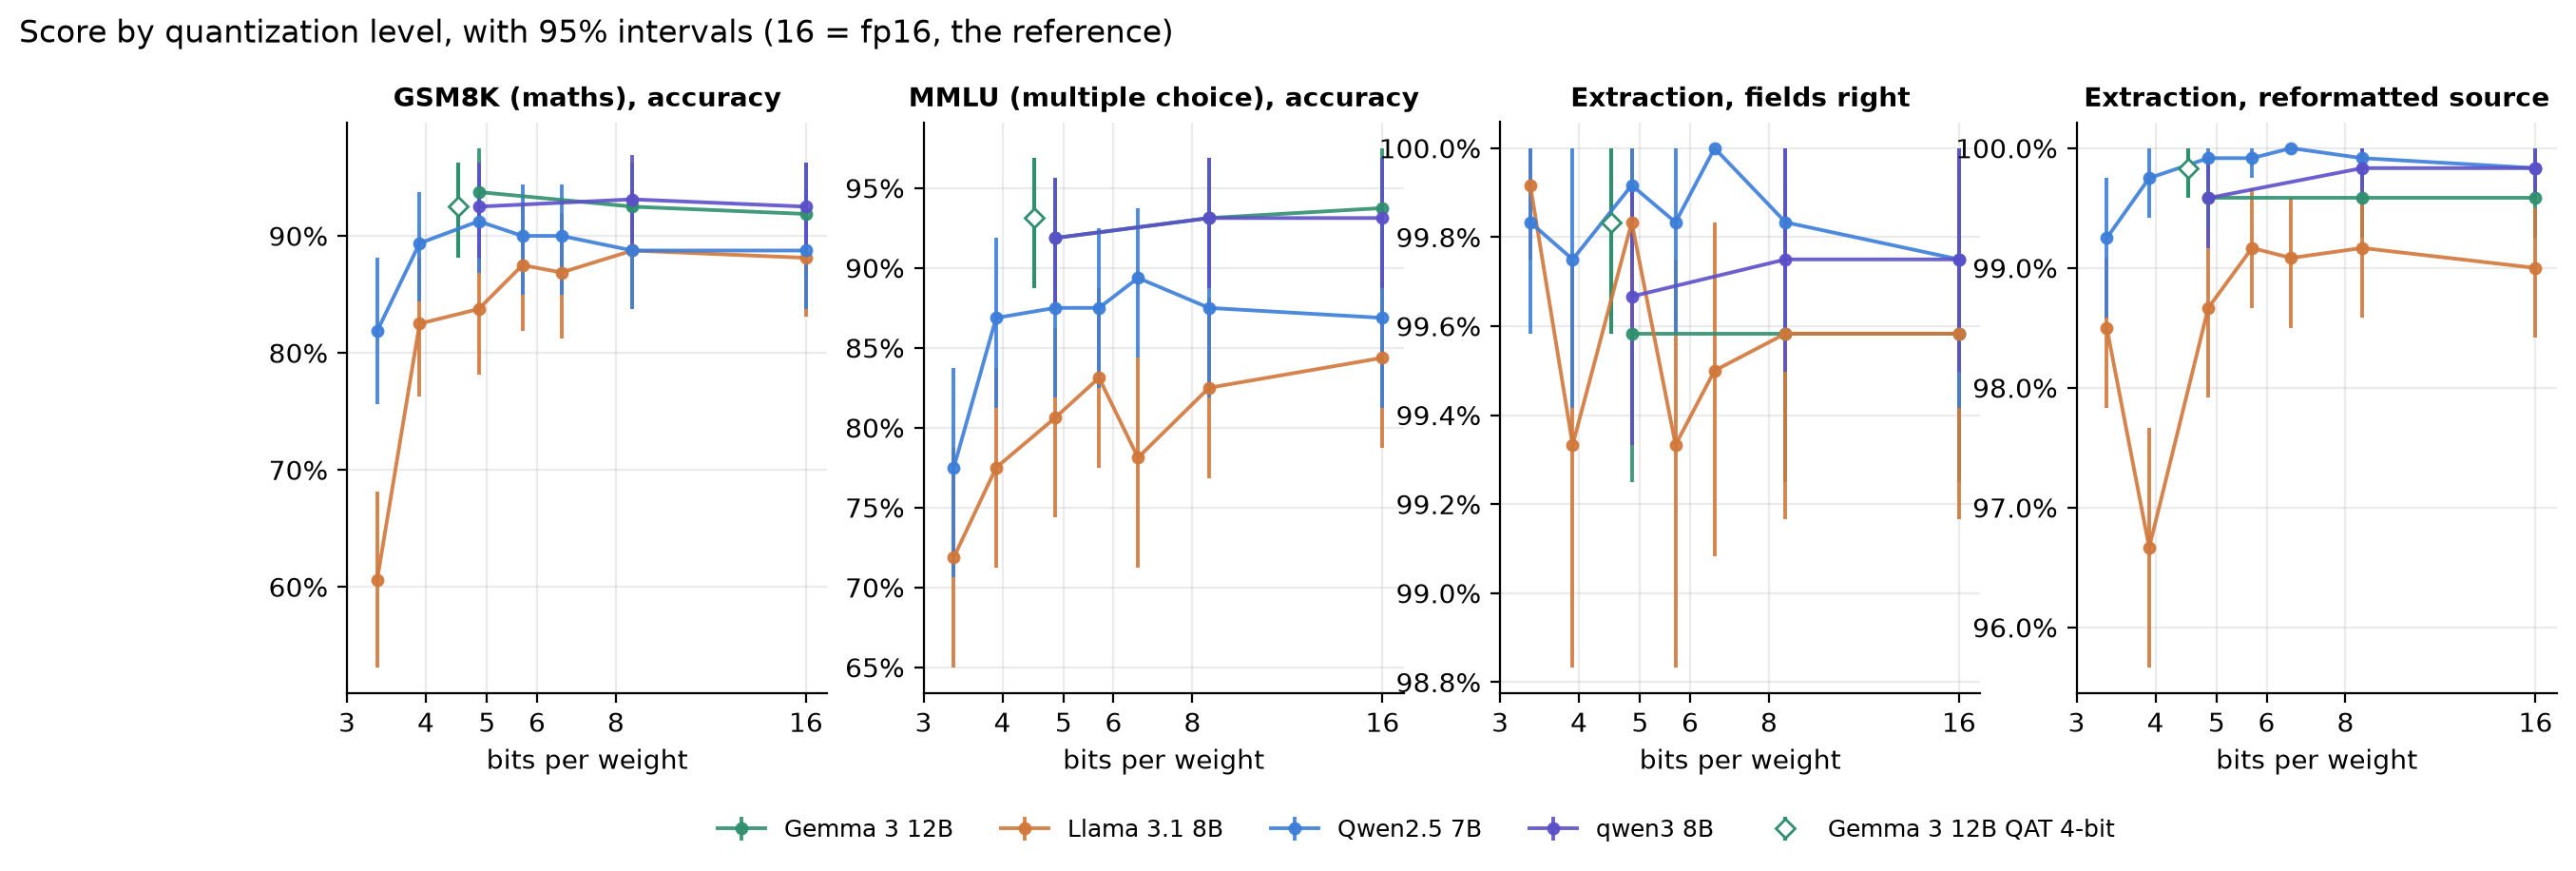 Score by quantization level, with 95% intervals (16 = fp16, the reference)
GSM8K (maths), accuracy
90%
80%
70%
60%
3 4 5 6 8 16
bits per weight
MMLU (multiple choice), accuracy
95%
90%
85%
80%
75%
70%
65%
3 4 5 6 8 16
bits per weight
Extraction, fields right
100.0%
99.8%
99.6%
99.4%
99.2%
99.0%
98.8%
3 4 5 6 8 16
bits per weight
Extraction, reformatted source
100.0%
99.0%
98.0%
97.0%
96.0%
3 4 5 6 8 16
bits per weight
Gemma 3 12B Llama 3.1 8B Qwen2.5 7B qwen3 8B Gemma 3 12B QAT 4-bit